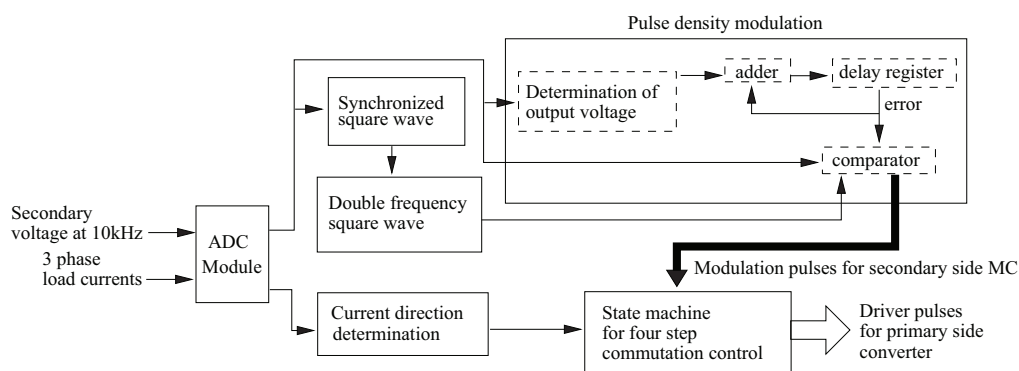 Pulse density modulation
adder
delay register
Determination of
output voltage
error
Synchronized
square wave
comparator
Double frequency
square wave
Secondary
voltage at 10kHz
ADC
Module
3 phase
load currents
Modulation pulses for secondary side MC
Current direction
determination
State machine
for four step
commutation control
Driver pulses
for primary side
converter